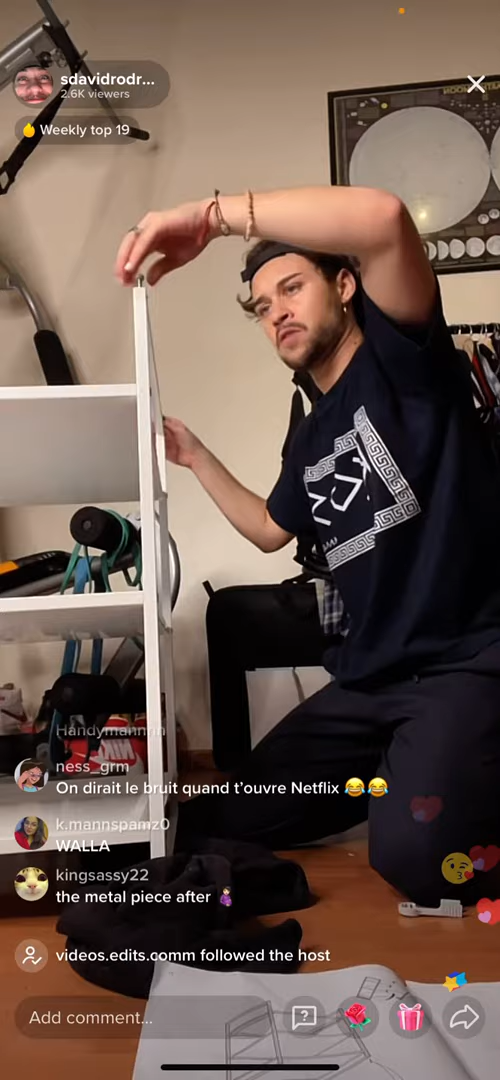 sdavidrodr...
2.6K viewers
🔥 Weekly top 19
Handymannnn
ness_grm
On dirait le bruit quand t'ouvre Netflix 😂😂
k.mannspamz0
WALLA
kingsassy22
the metal piece after 🤰🏻
videos.edits.comm followed the host
Add comment...